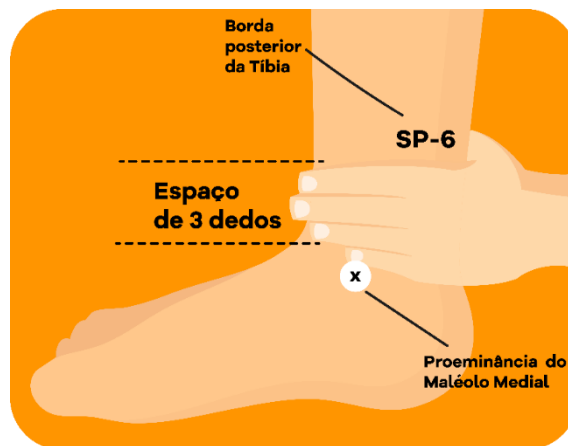 Borda
posterior
da Tíbia
SP-6
Espaço
de 3 dedos
x
Proeminância do
Maléolo Medial